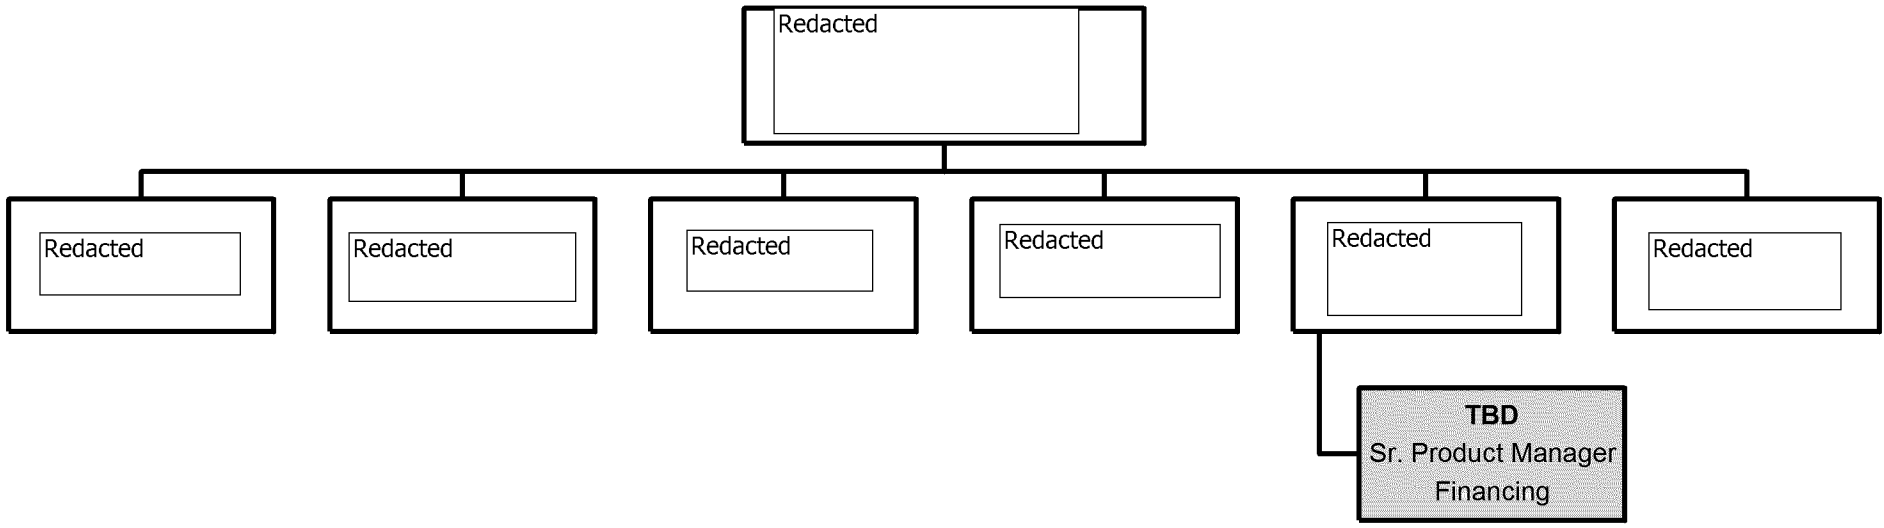 Redacted
Redacted
Redacted
Redacted
Redacted
Redacted
Redacted
TBD
Sr. Product Manager
Financing